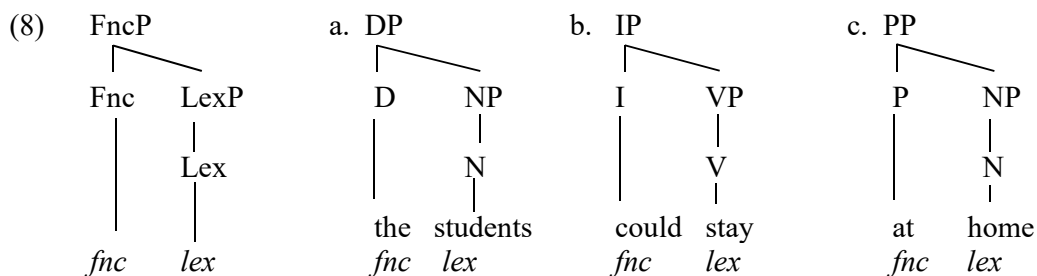 (8) FncP a. DP b. IP c. PP
Fnc LexP D NP I VP P NP
Lex N V N
the students could stay at home
fnc lex fnc lex fnc lex fnc lex